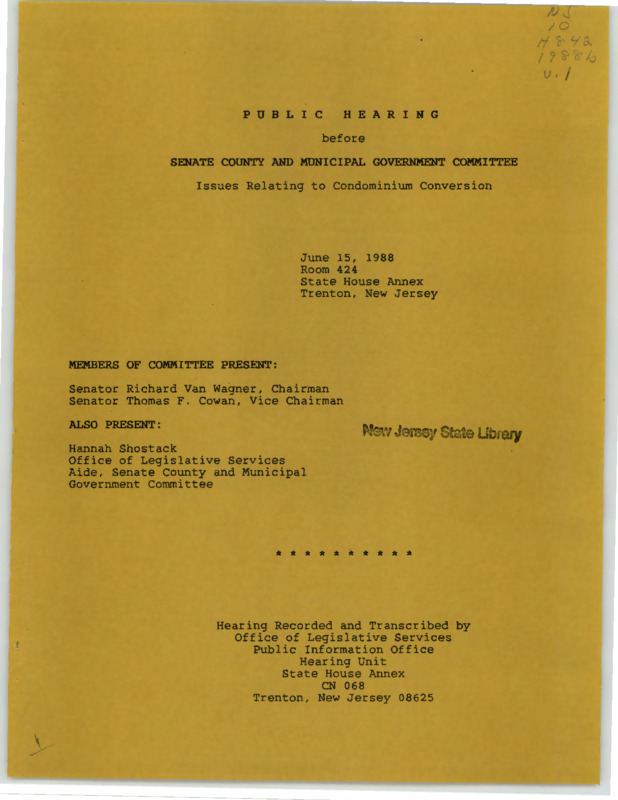 NJ
10
H842
1988b
v.1
PUBLIC HEARING
before
SENATE COUNTY AND MUNICIPAL GOVERNMENT COMMITTEE
Issues Relating to Condominium Conversion
June 15, 1988
Room 424
State House Annex
Trenton, New Jersey
MEMBERS OF COMMITTEE PRESENT:
Senator Richard Van Wagner, Chairman
Senator Thomas F. Cowan, Vice Chairman
ALSO PRESENT:
New Jersey State Library
Hannah Shostack
Office of Legislative Services
Aide, Senate County and Municipal
Government Committee
* * * * * * * * * *
Hearing Recorded and Transcribed by
Office of Legislative Services
Public Information Office
Hearing Unit
State House Annex
CN 068
Trenton, New Jersey 08625